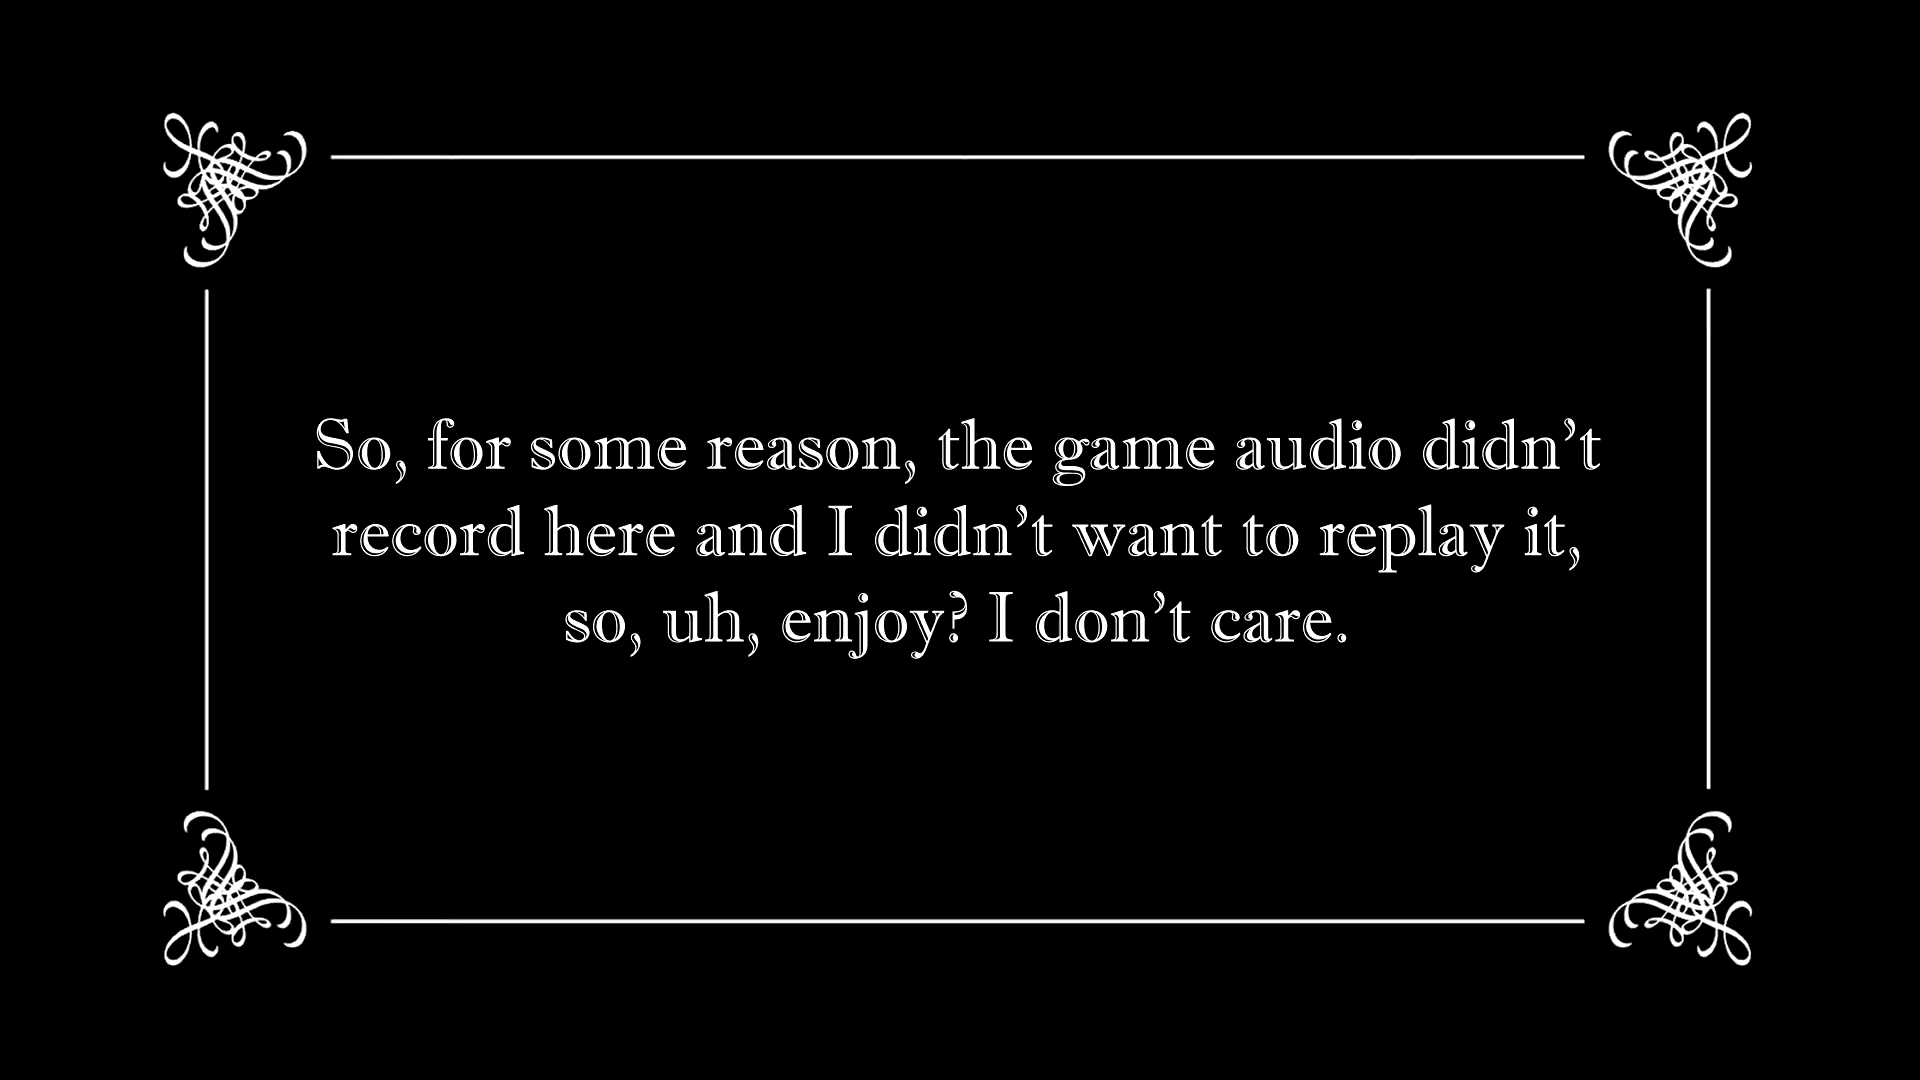 So, for some reason, the game audio didn’t
record here and I didn’t want to replay it,
so, uh, enjoy? I don’t care.